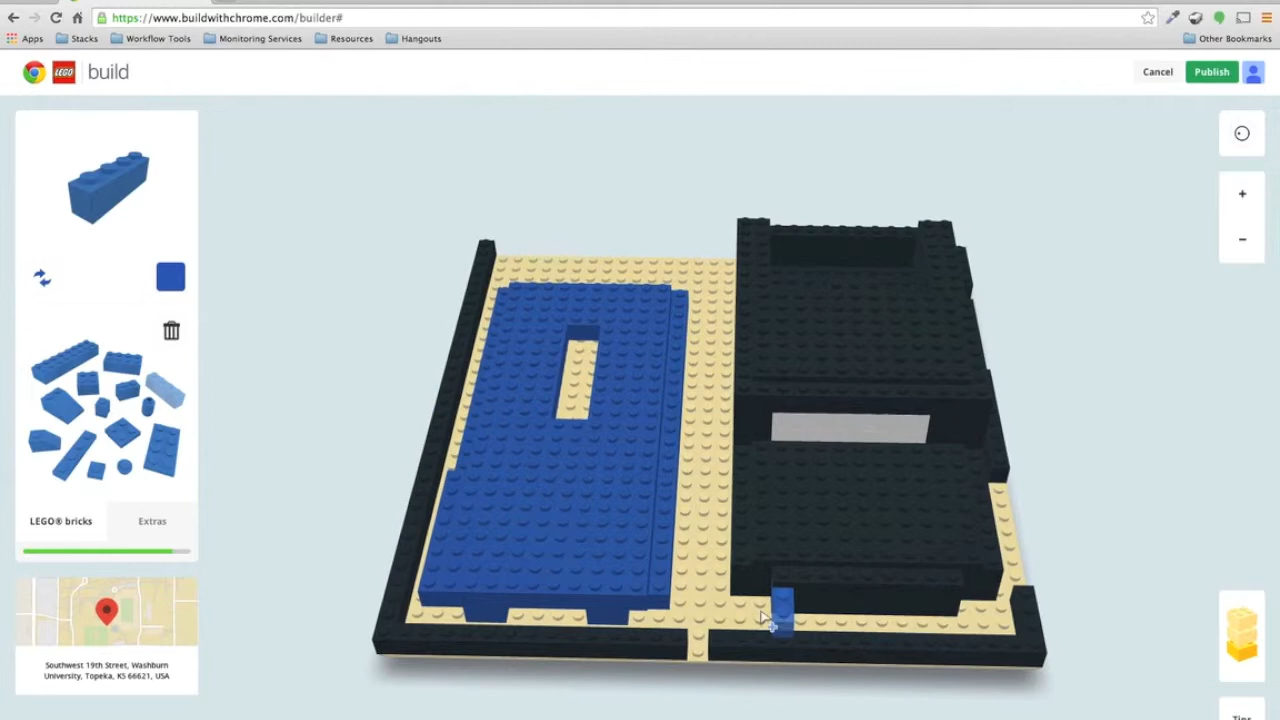 https://www.buildwithchrome.com/builder#
Apps Stacks Workflow Tools Monitoring Services Resources Hangouts Other Bookmarks
LEGO build Cancel Publish
+
−
LEGO® bricks Extras
Southwest 19th Street, Washburn
University, Topeka, KS 66621, USA
Tips